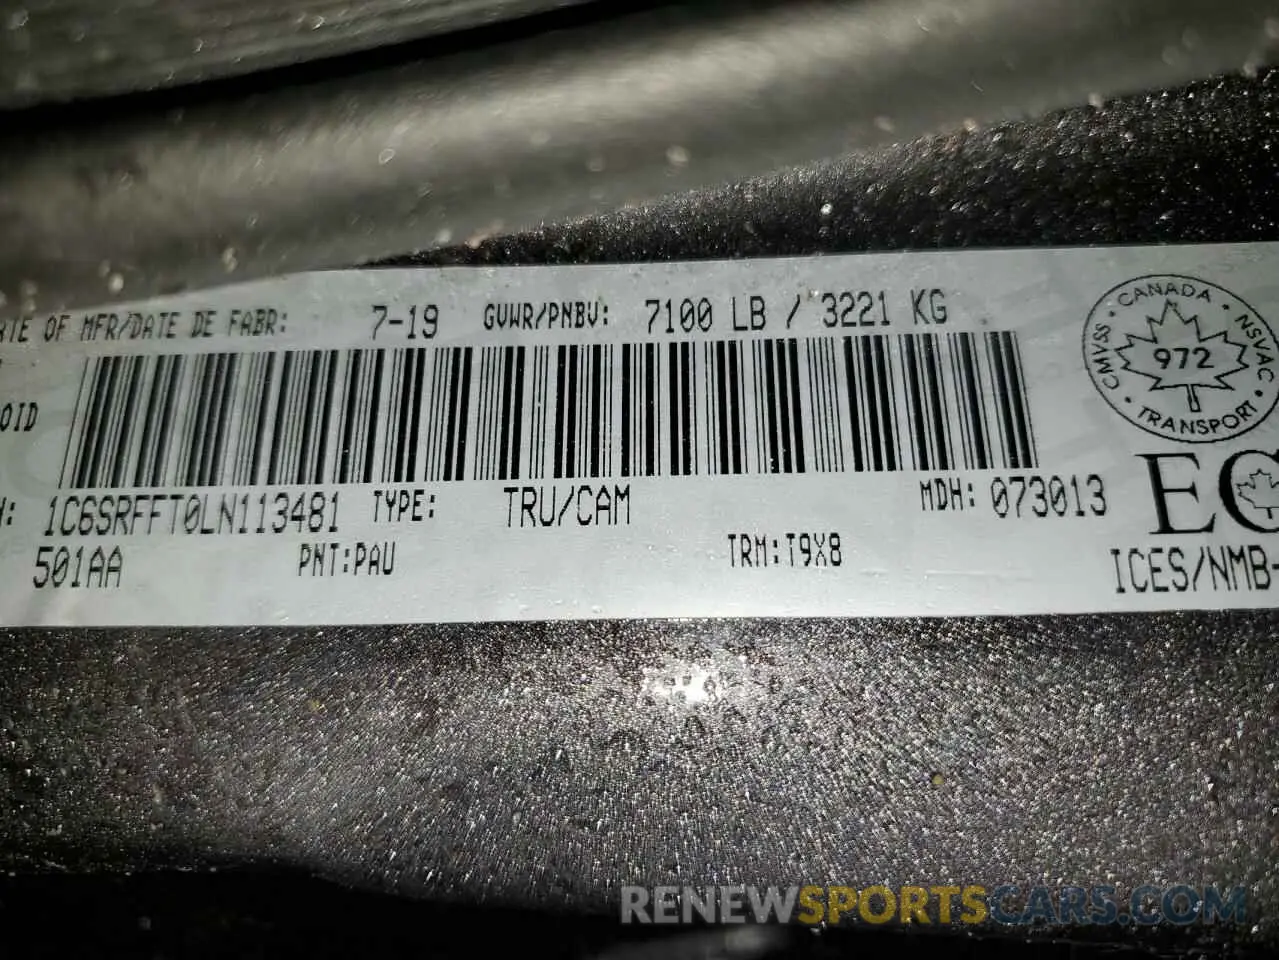 OF MFR/DATE DE FABR: 7-19 GVWR/PNBV: 7100 LB / 3221 KG
CANADA
CMVSS NSVAC
972
TRANSPORT
1C6SRFFT0LN113481 TYPE: TRU/CAM MDH: 073013
501AA PNT:PAU TRM:T9X8
ICES/NMB-
RENEWSPORTSCARS.COM